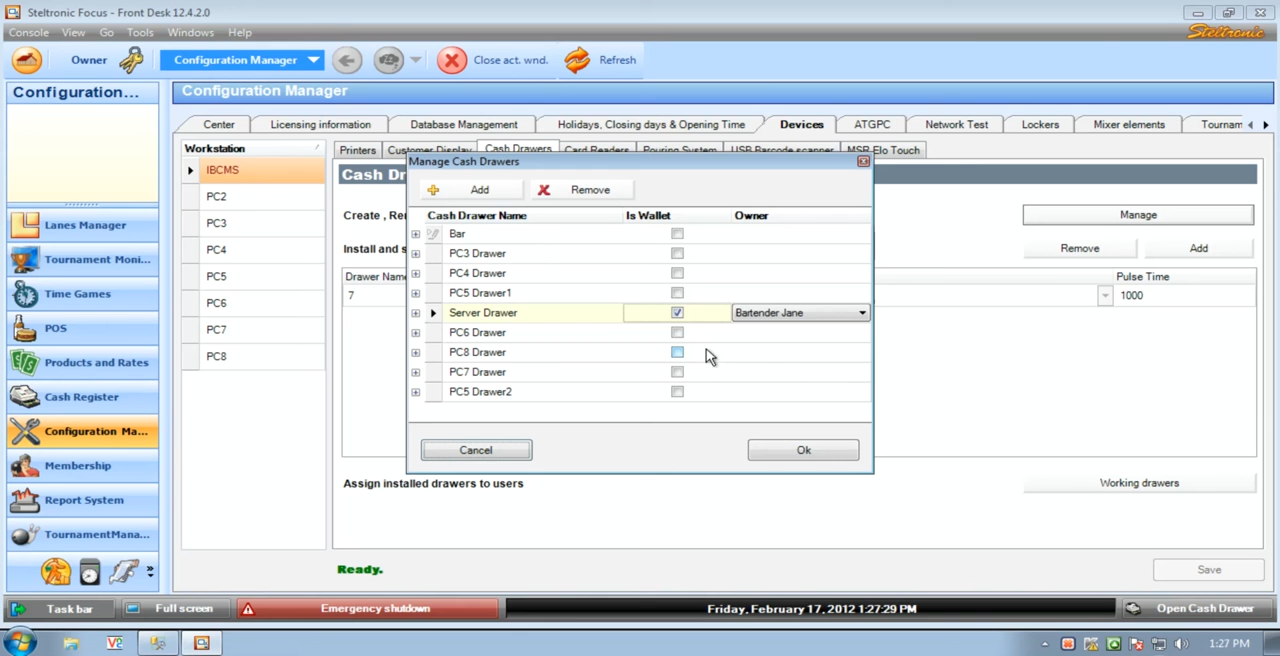 Steltronic Focus - Front Desk 12.4.2.0
Console View Go Tools Windows Help
Steltronic
Owner Configuration Manager Close act. wnd. Refresh
Configuration...
Configuration Manager
Center Licensing information Database Management Holidays, Closing days & Opening Time Devices ATGPC Network Test Lockers Mixer elements Tournam
Workstation
IBCMS
PC2
PC3
PC4
PC5
PC6
PC7
PC8
Printers Customer Display Cash Drawers Card Readers Pouring System USB Barcode scanner MSR Elo Touch
Cash Dr
Create , Rer
Manage
Install and s
Remove Add
Drawer Name
Pulse Time
7
1000
Manage Cash Drawers
Add Remove
Cash Drawer Name Is Wallet Owner
Bar
PC3 Drawer
PC4 Drawer
PC5 Drawer1
Server Drawer Bartender Jane
PC6 Drawer
PC8 Drawer
PC7 Drawer
PC5 Drawer2
Cancel Ok
Assign installed drawers to users
Working drawers
Ready.
Save
Lanes Manager
Tournament Moni...
Time Games
POS
Products and Rates
Cash Register
Configuration Ma...
Membership
Report System
TournamentMana...
Task bar Full screen Emergency shutdown Friday, February 17, 2012 1:27:29 PM Open Cash Drawer
1:27 PM